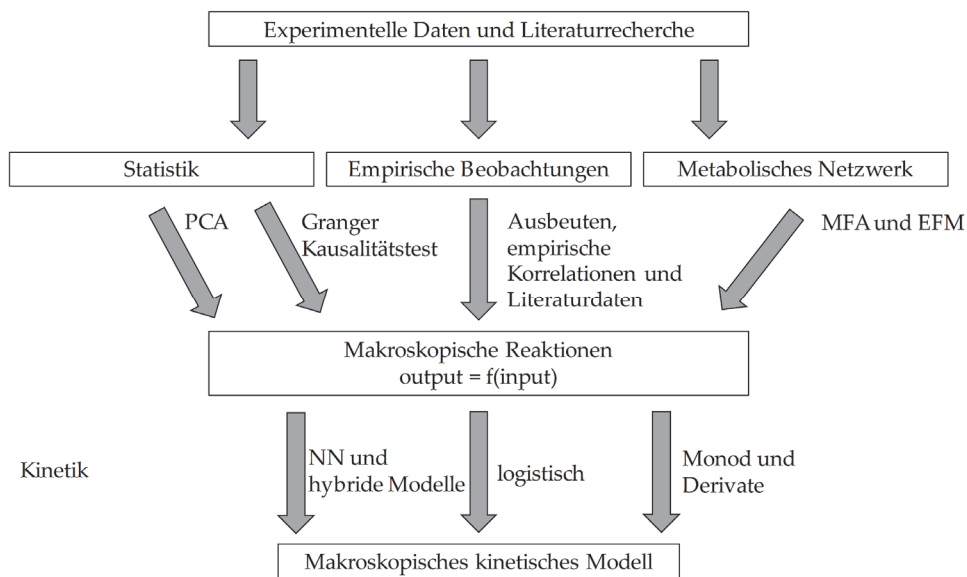 Experimentelle Daten und Literaturrecherche
Statistik
Empirische Beobachtungen
Metabolisches Netzwerk
PCA
Granger
Kausalitätstest
Ausbeuten,
empirische
Korrelationen und
Literaturdaten
MFA und EFM
Makroskopische Reaktionen
output = f(input)
Kinetik
NN und
hybride Modelle
logistisch
Monod und
Derivate
Makroskopisches kinetisches Modell